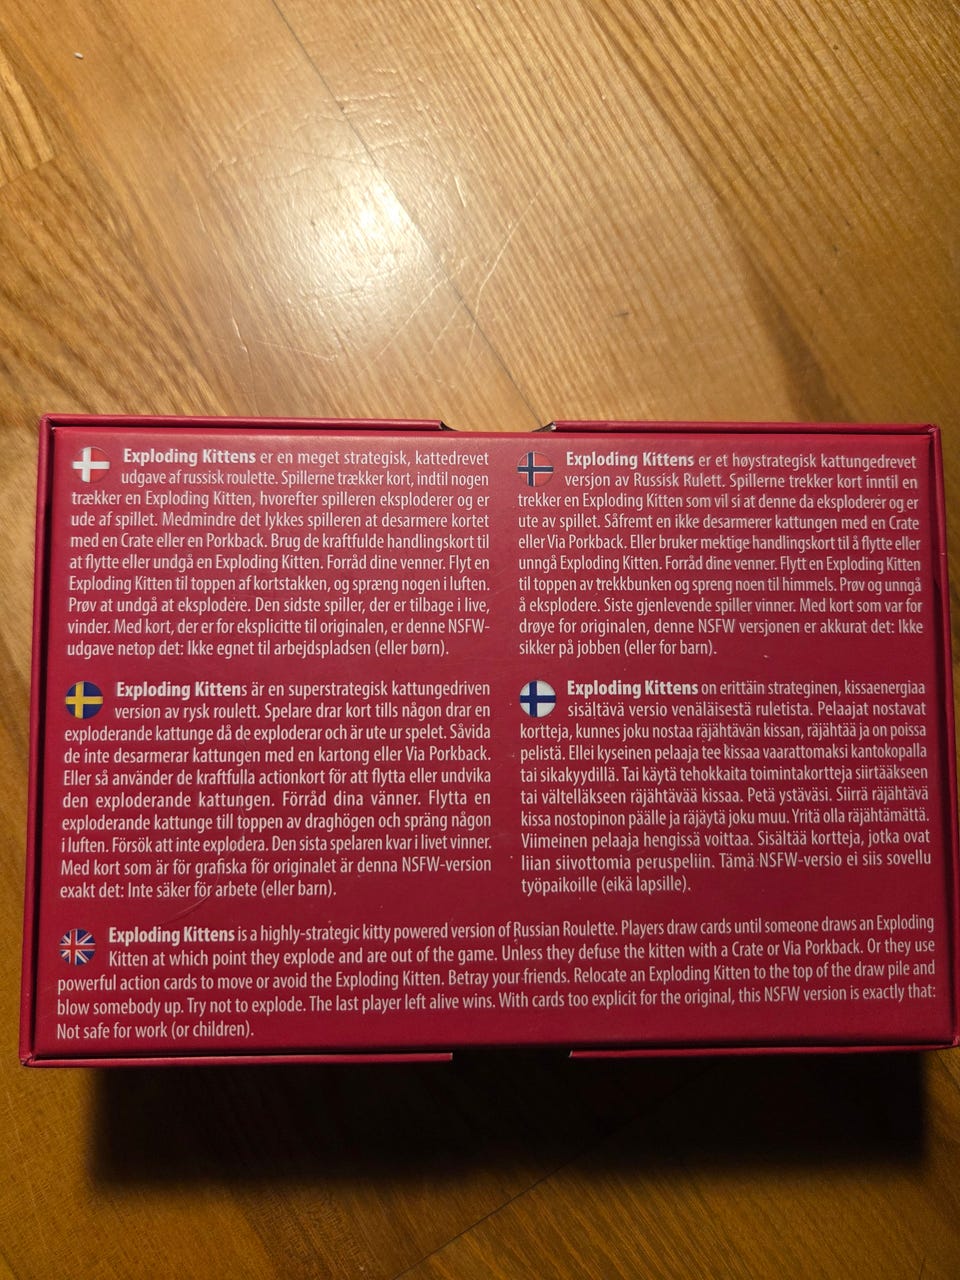 Exploding Kittens er en meget strategisk, kattedrevet
udgave af russisk roulette. Spillerne trækker kort, indtil nogen
trækker en Exploding Kitten, hvorefter spilleren eksploderer og er
ude af spillet. Medmindre det lykkes spilleren at desarmere kortet
med en Crate eller en Porkback. Brug de kraftfulde handlingskort til
at flytte eller undgå en Exploding Kitten. Forråd dine venner. Flyt en
Exploding Kitten til toppen af kortstakken, og spræng nogen i luften.
Prøv at undgå at eksplodere. Den sidste spiller, der er tilbage i live,
vinder. Med kort, der er for eksplicitte til originalen, er denne NSFW-
udgave netop det: Ikke egnet til arbejdspladsen (eller børn).
Exploding Kittens er et høystrategisk kattungedrevet
versjon av Russisk Rulett. Spillerne trekker kort inntil en
trekker en Exploding Kitten som vil si at denne da eksploderer og er
ute av spillet. Såfremt en ikke desarmerer kattungen med en Crate
eller Via Porkback. Eller bruker mektige handlingskort til å flytte eller
unngå Exploding Kitten. Forråd dine venner. Flytt en Exploding Kitten
til toppen av trekkbunken og spreng noen til himmels. Prøv og unngå
å eksplodere. Siste gjenlevende spiller vinner. Med kort som var for
drøye for originalen, denne NSFW versjonen er akkurat det: Ikke
sikker på jobben (eller for barn).
Exploding Kittens är en superstrategisk kattungedriven
version av rysk roulett. Spelare drar kort tills någon drar en
exploderande kattunge då de exploderar och är ute ur spelet. Såvida
de inte desarmerar kattungen med en kartong eller Via Porkback.
Eller så använder de kraftfulla actionkort för att flytta eller undvika
den exploderande kattungen. Förråd dina vänner. Flytta en
exploderande kattunge till toppen av draghögen och spräng någon
i luften. Försök att inte explodera. Den sista spelaren kvar i livet vinner.
Med kort som är för grafiska för originalet är denna NSFW-version
exakt det: Inte säker för arbete (eller barn).
Exploding Kittens on erittäin strateginen, kissaenergiaa
sisältävä versio venäläisestä ruletista. Pelaajat nostavat
kortteja, kunnes joku nostaa räjähtävän kissan, räjähtää ja on poissa
pelistä. Ellei kyseinen pelaaja tee kissaa vaarattomaksi kantokopalla
tai sikakyydillä. Tai käytä tehokkaita toimintakortteja siirtääkseen
tai vältelläkseen räjähtävää kissaa. Petä ystäväsi. Siirrä räjähtävä
kissa nostopinon päälle ja räjäytä joku muu. Yritä olla räjähtämättä.
Viimeinen pelaaja hengissä voittaa. Sisältää kortteja, jotka ovat
liian siivottomia peruspeliin. Tämä NSFW-versio ei siis sovellu
työpaikoille (eikä lapsille).
Exploding Kittens is a highly-strategic kitty powered version of Russian Roulette. Players draw cards until someone draws an Exploding
Kitten at which point they explode and are out of the game. Unless they defuse the kitten with a Crate or Via Porkback. Or they use
powerful action cards to move or avoid the Exploding Kitten. Betray your friends. Relocate an Exploding Kitten to the top of the draw pile and
blow somebody up. Try not to explode. The last player left alive wins. With cards too explicit for the original, this NSFW version is exactly that:
Not safe for work (or children).